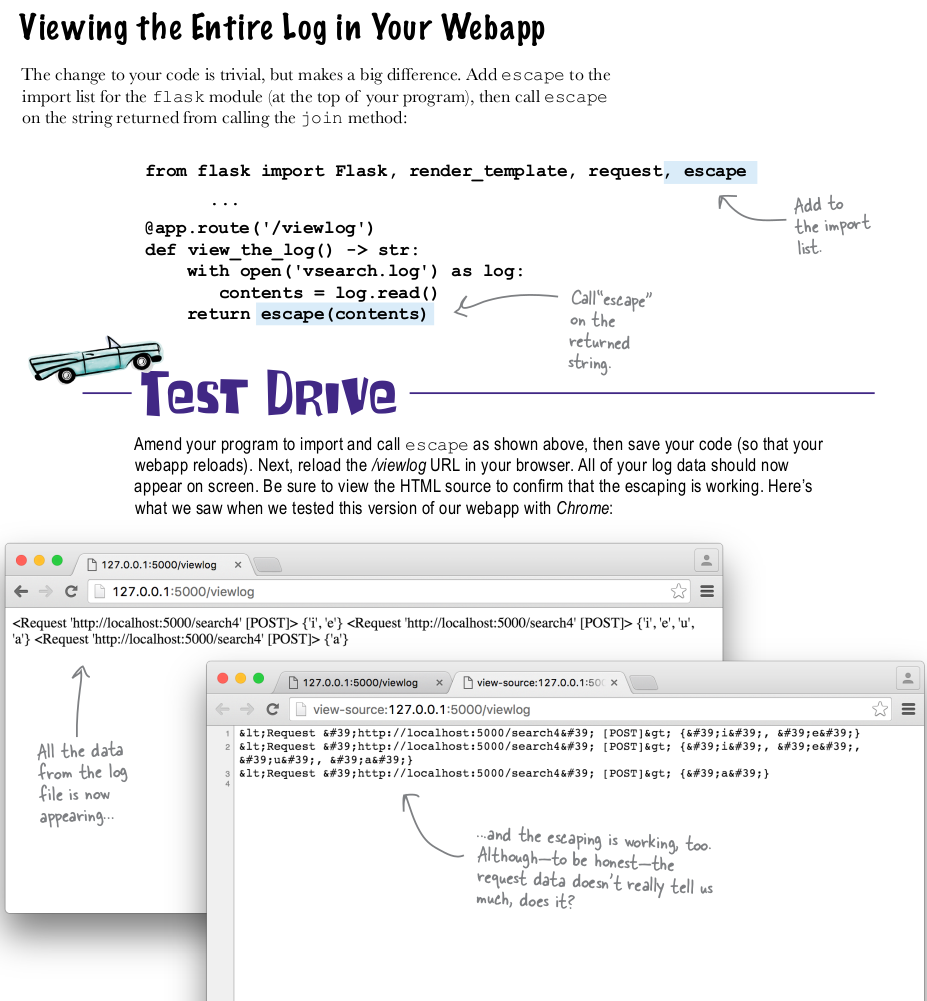 Viewing the Entire Log in Your Webapp
The change to your code is trivial, but makes a big difference. Add escape to the
import list for the flask module (at the top of your program), then call escape
on the string returned from calling the join method:
from flask import Flask, render_template, request, escape
...
Add to
the import
list.
@app.route('/viewlog')
def view_the_log() -> str:
with open('vsearch.log') as log:
contents = log.read()
return escape(contents)
Call "escape"
on the
returned
string.
Test Drive
Amend your program to import and call escape as shown above, then save your code (so that your
webapp reloads). Next, reload the /viewlog URL in your browser. All of your log data should now
appear on screen. Be sure to view the HTML source to confirm that the escaping is working. Here's
what we saw when we tested this version of our webapp with Chrome:
127.0.0.1:5000/viewlog
127.0.0.1:5000/viewlog
<Request 'http://localhost:5000/search4' [POST]> {'i', 'e'} <Request 'http://localhost:5000/search4' [POST]> {'i', 'e', 'u',
'a'} <Request 'http://localhost:5000/search4' [POST]> {'a'}
All the data
from the log
file is now
appearing...
127.0.0.1:5000/viewlog
view-source:127.0.0.1:500
view-source:127.0.0.1:5000/viewlog
1 &lt;Request &#39;http://localhost:5000/search4&#39; [POST]&gt; {&#39;i&#39;, &#39;e&#39;}
2 &lt;Request &#39;http://localhost:5000/search4&#39; [POST]&gt; {&#39;i&#39;, &#39;e&#39;,
&#39;u&#39;, &#39;a&#39;}
3 &lt;Request &#39;http://localhost:5000/search4&#39; [POST]&gt; {&#39;a&#39;}
4
...and the escaping is working, too.
Although—to be honest—the
request data doesn't really tell us
much, does it?